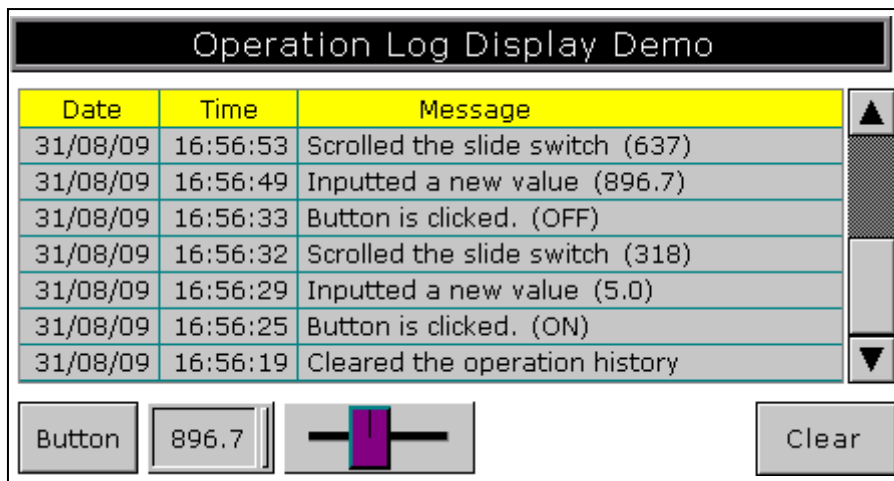 Operation Log Display Demo
Date Time Message
31/08/09 16:56:53 Scrolled the slide switch (637)
31/08/09 16:56:49 Inputted a new value (896.7)
31/08/09 16:56:33 Button is clicked. (OFF)
31/08/09 16:56:32 Scrolled the slide switch (318)
31/08/09 16:56:29 Inputted a new value (5.0)
31/08/09 16:56:25 Button is clicked. (ON)
31/08/09 16:56:19 Cleared the operation history
Button 896.7 Clear